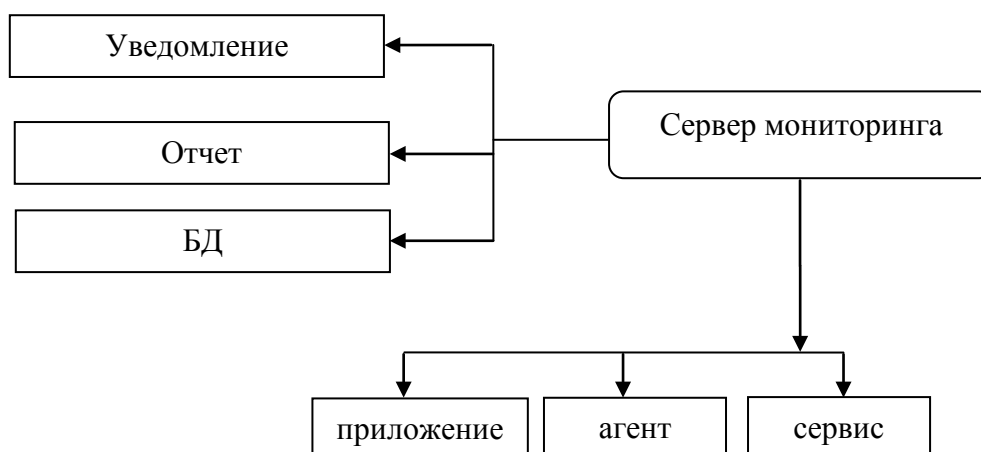 Уведомление
Сервер мониторинга
Отчет
БД
приложение
агент
сервис